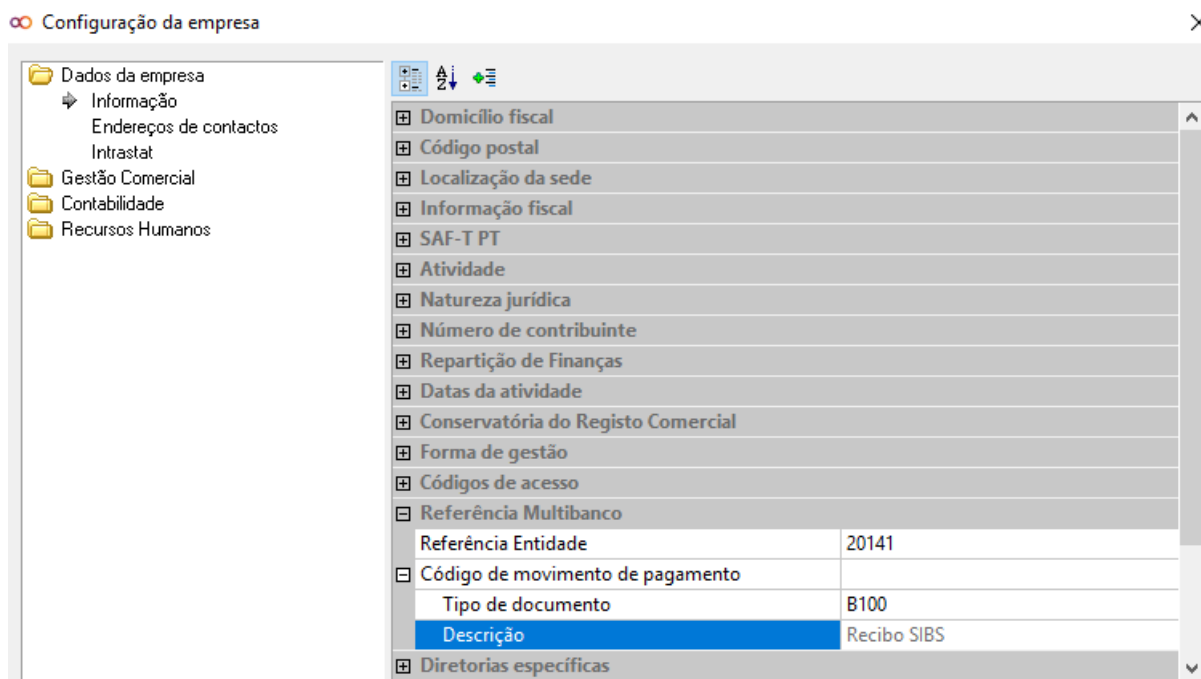 Configuração da empresa
Dados da empresa
Informação
Endereços de contactos
Intrastat
Gestão Comercial
Contabilidade
Recursos Humanos
Domicílio fiscal
Código postal
Localização da sede
Informação fiscal
SAF-T PT
Atividade
Natureza jurídica
Número de contribuinte
Repartição de Finanças
Datas da atividade
Conservatória do Registo Comercial
Forma de gestão
Códigos de acesso
Referência Multibanco
Referência Entidade 20141
Código de movimento de pagamento
Tipo de documento B100
Descrição Recibo SIBS
Diretorias específicas